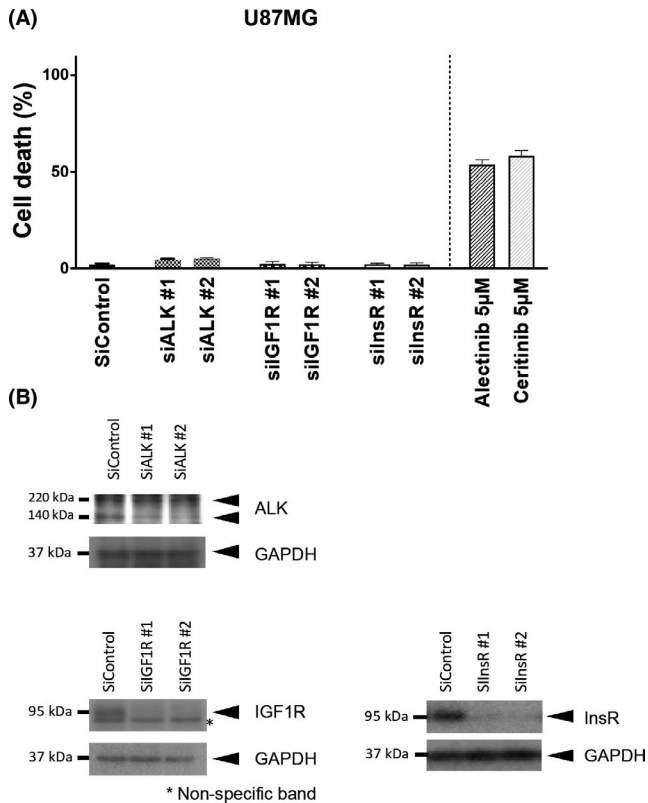 (A)
U87MG
Cell death (%)
100
50
0
SiControl
siALK #1
siALK #2
siIGF1R #1
siIGF1R #2
siInsR #1
siInsR #2
Alectinib 5μM
Ceritinib 5μM
(B)
SiControl
SiALK #1
SiALK #2
220 kDa
140 kDa
ALK
37 kDa
GAPDH
SiControl
SiIGF1R #1
SiIGF1R #2
95 kDa
IGF1R
*
37 kDa
GAPDH
* Non-specific band
SiControl
SiInsR #1
SiInsR #2
95 kDa
InsR
37 kDa
GAPDH